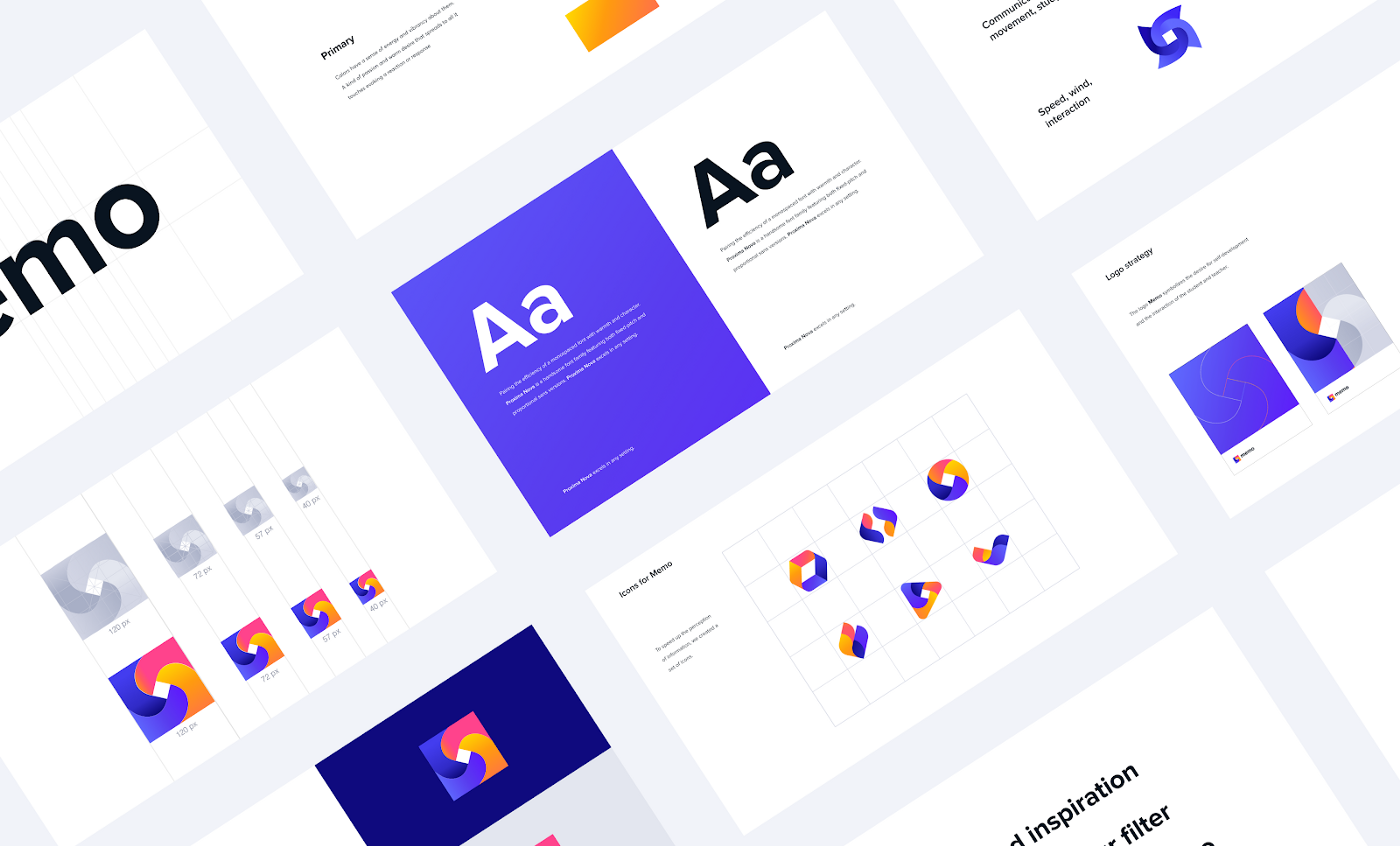 Primary
Colors have a sense of energy and vibrancy about them.
A kind of passion and warm desire that spreads to all it
touches evoking a reaction or response
Communica
movement, study
Speed, wind,
interaction
emo
Aa
Pairing the efficiency of a monospaced font with warmth and character.
Proxima Nova is a handsome font family featuring both fixed-pitch and
proportional sans versions. Proxima Nova excels in any setting.
Proxima Nova excels in any setting.
Aa
Pairing the efficiency of a monospaced font with warmth and character.
Proxima Nova is a handsome font family featuring both fixed-pitch and
proportional sans versions. Proxima Nova excels in any setting.
Proxima Nova excels in any setting.
Logo strategy
The logo Memo symbolizes the desire for self-development
and the interaction of the student and teacher.
memo
memo
120 px
72 px
57 px
40 px
120 px
72 px
57 px
40 px
Icons for Memo
To speed up the perception
of information, we created a
set of icons.
d inspiration
ur filter